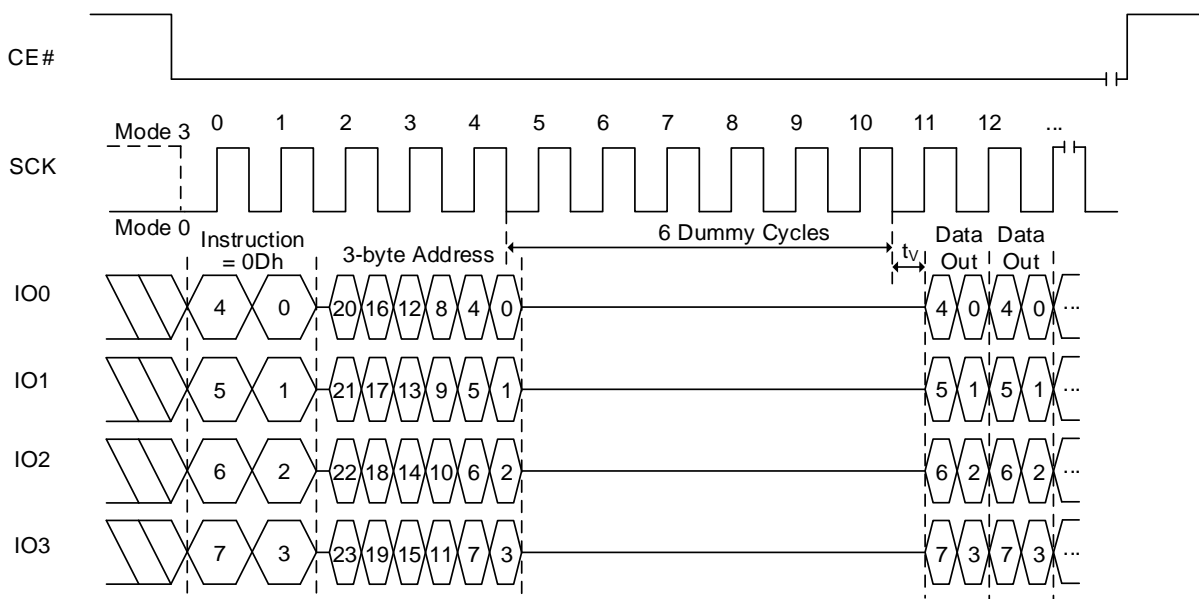 CE#
0 1 2 3 4 5 6 7 8 9 10 11 12 ...
Mode 3
SCK
Mode 0
Instruction
= 0Dh
3-byte Address
6 Dummy Cycles
tV
Data
Out
Data
Out
IO0 4 0 20 16 12 8 4 0 4 0 4 0 ...
IO1 5 1 21 17 13 9 5 1 5 1 5 1 ...
IO2 6 2 22 18 14 10 6 2 6 2 6 2 ...
IO3 7 3 23 19 15 11 7 3 7 3 7 3 ...